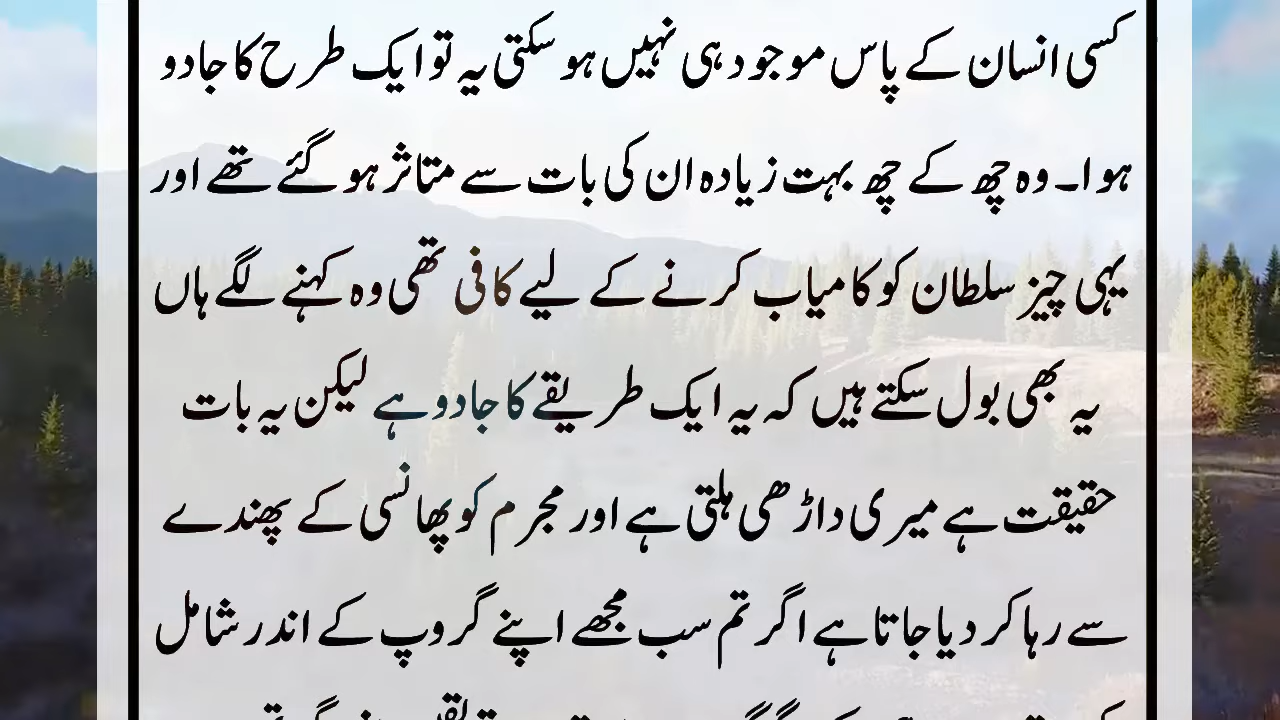 کسی انسان کے پاس موجود ہی نہیں ہو سکتی یہ تو ایک طرح کا جادو
ہوا۔ وہ چھ کے چھ بہت زیادہ ان کی بات سے متاثر ہو گئے تھے اور
یہی چیز سلطان کو کامیاب کرنے کے لیے کافی تھی وہ کہنے لگے ہاں
یہ بھی بول سکتے ہیں کہ یہ ایک طریقے کا جادو ہے لیکن یہ بات
حقیقت ہے میری داڑھی ہلتی ہے اور مجرم کو پھانسی کے پھندے
سے رہا کر دیا جاتا ہے اگر تم سب مجھے اپنے گروپ کے اندر شامل